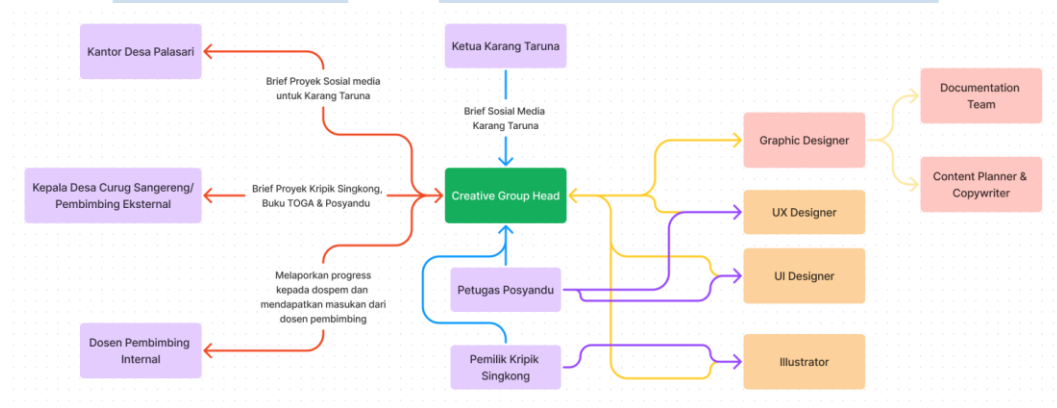 Kantor Desa Palasari
Ketua Karang Taruna
Brief Proyek Sosial media
untuk Karang Taruna
Brief Sosial Media
Karang Taruna
Documentation
Team
Graphic Designer
Kepala Desa Curug Sangereng/
Pembimbing Eksternal
Brief Proyek Kripik Singkong,
Buku TOGA & Posyandu
Creative Group Head
Content Planner &
Copywriter
UX Designer
Melaporkan progress
kepada dospem dan
mendapatkan masukan dari
dosen pembimbing
Petugas Posyandu
UI Designer
Dosen Pembimbing
Internal
Pemilik Kripik
Singkong
Illustrator